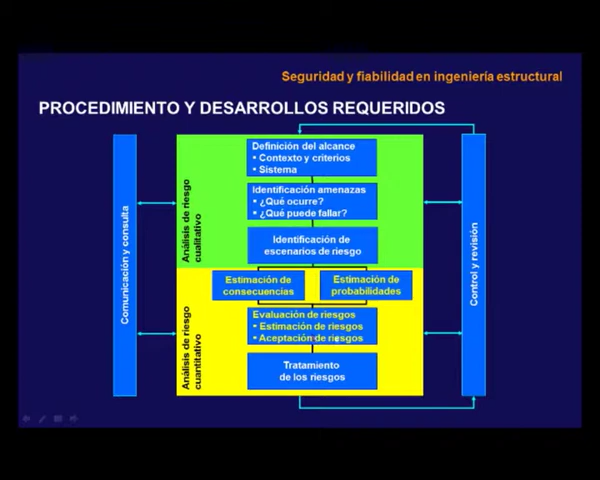 Seguridad y fiabilidad en ingeniería estructural
PROCEDIMIENTO Y DESARROLLOS REQUERIDOS
Comunicación y consulta
Análisis de riesgo
cualitativo
Definición del alcance
• Contexto y criterios
• Sistema
Identificación amenazas
• ¿Qué ocurre?
• ¿Qué puede fallar?
Identificación de
escenarios de riesgo
Análisis de riesgo
cuantitativo
Estimación de
consecuencias
Estimación de
probabilidades
Evaluación de riesgos
• Estimación de riesgos
• Aceptación de riesgos
Tratamiento
de los riesgos
Control y revisión